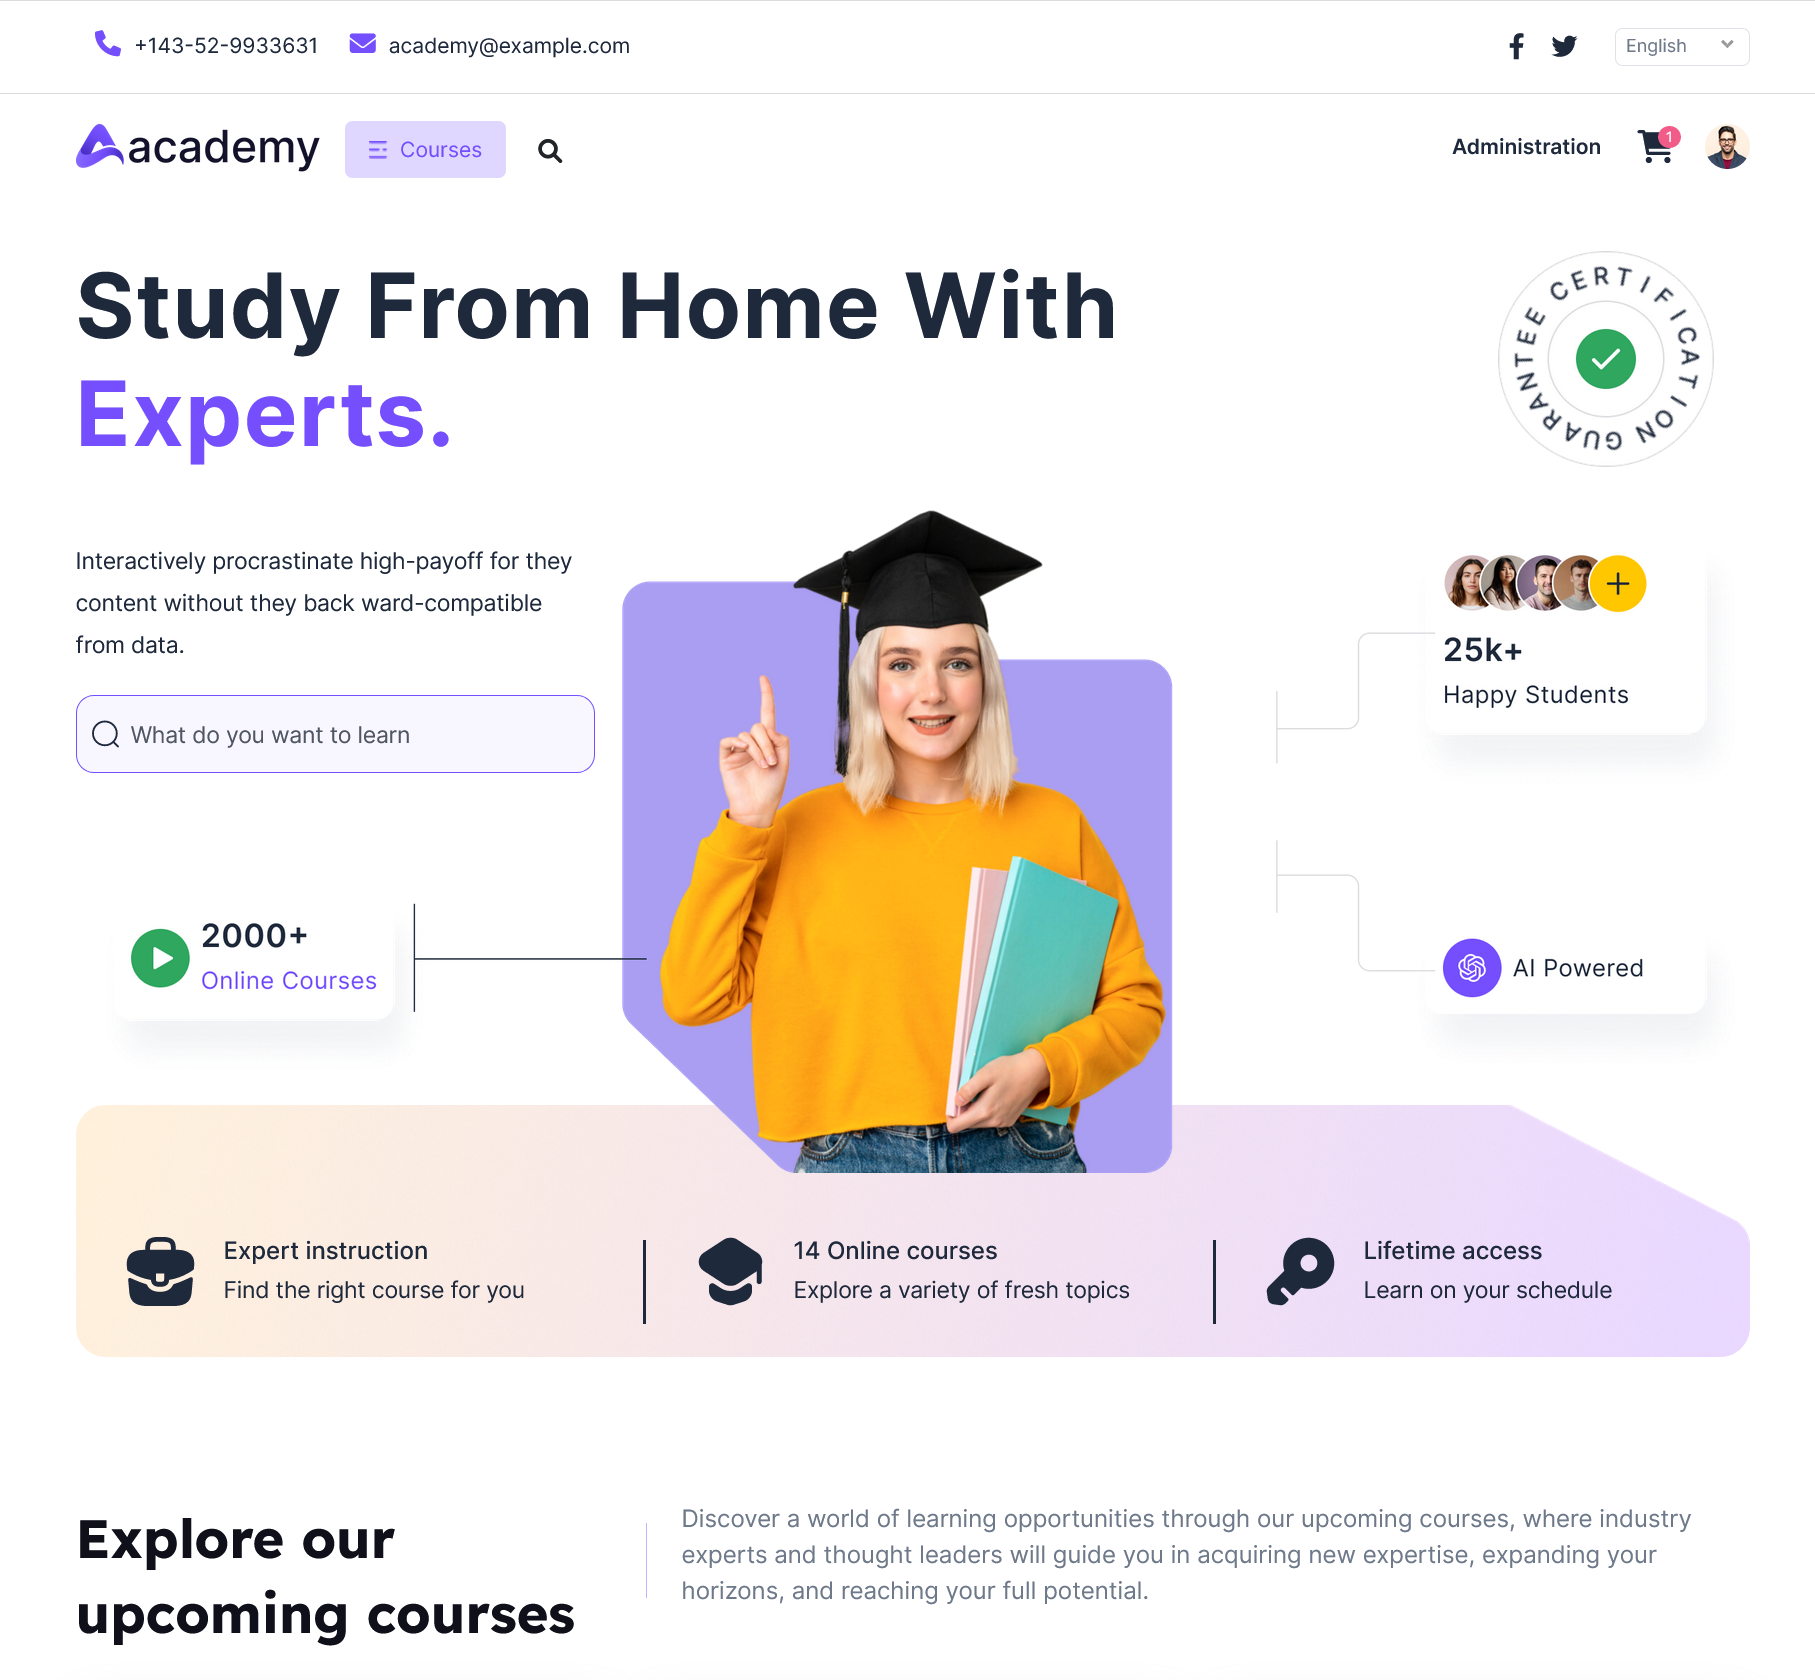 +143-52-9933631 academy@example.com English
academy Courses Administration 1
Study From Home With
Experts.
CERTIFICATION GUARANTEE
Interactively procrastinate high-payoff for they
content without they back ward-compatible
from data.
What do you want to learn
25k+
Happy Students
2000+
Online Courses
AI Powered
Expert instruction
Find the right course for you
14 Online courses
Explore a variety of fresh topics
Lifetime access
Learn on your schedule
Explore our
upcoming courses
Discover a world of learning opportunities through our upcoming courses, where industry
experts and thought leaders will guide you in acquiring new expertise, expanding your
horizons, and reaching your full potential.